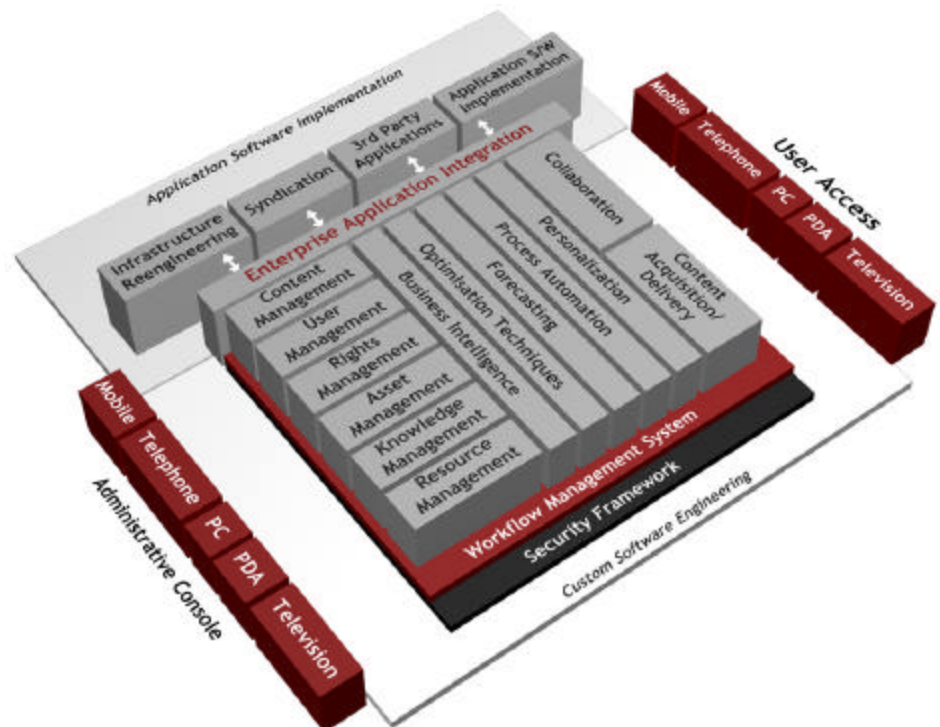 Application Software Implementation
Infrastructure
Reengineering
Syndication
3rd Party
Applications
Application S/W
Implementation
Enterprise Application Integration
Content
Management
User
Management
Rights
Management
Asset
Management
Knowledge
Management
Resource
Management
Business Intelligence
Optimisation Techniques
Forecasting
Process Automation
Personalization
Collaboration
Content
Acquisition/
Delivery
Workflow Management System
Security Framework
Custom Software Engineering
Mobile
Telephone
PC
PDA
Television
User Access
Mobile
Telephone
PC
PDA
Television
Administrative Console